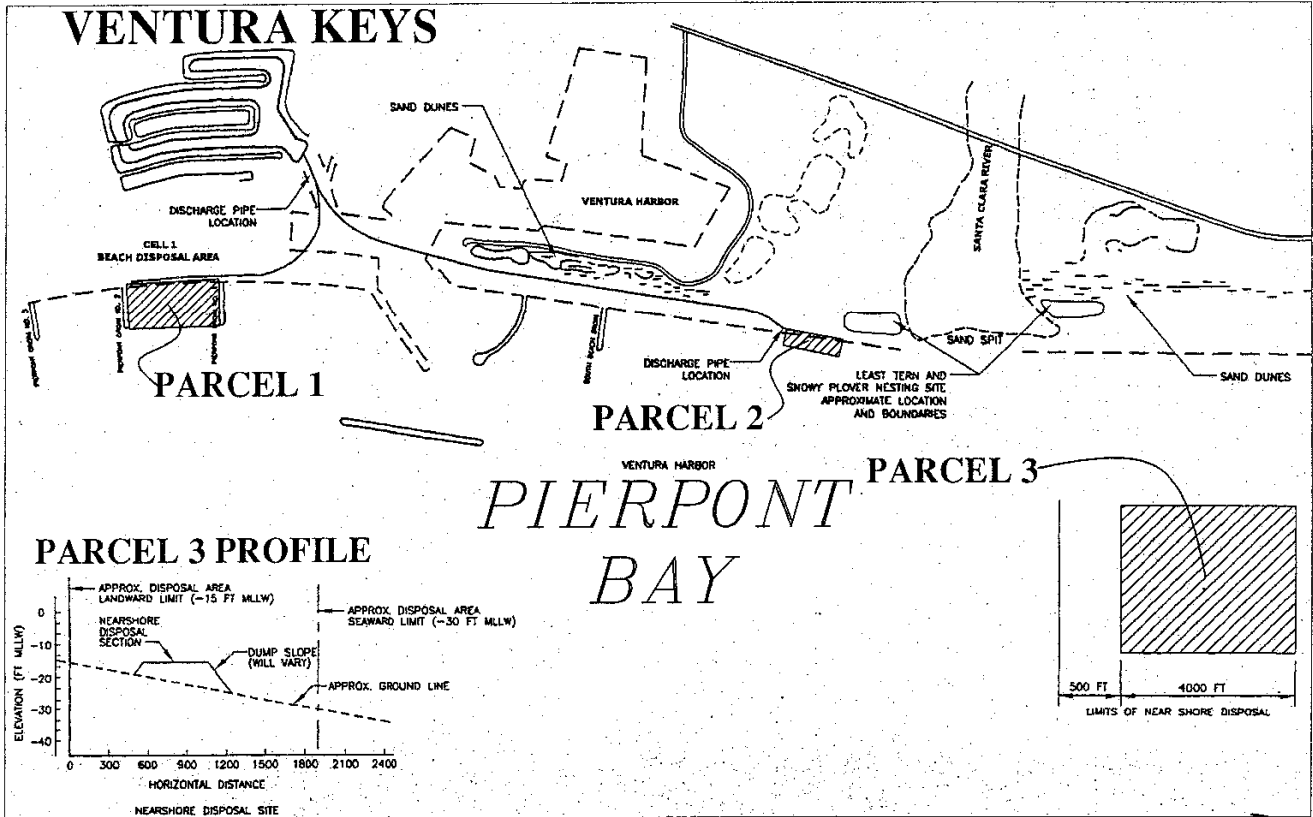 VENTURA KEYS
SAND DUNES
VENTURA HARBOR
SANTA CLARA RIVER
DISCHARGE PIPE
LOCATION
CELL 1
BEACH DISPOSAL AREA
PARCEL 1
DISCHARGE PIPE
LOCATION
PARCEL 2
SAND SPIT
LEAST TERN AND
SNOWY PLOVER NESTING SITE
APPROXIMATE LOCATION
AND BOUNDARIES
SAND DUNES
VENTURA HARBOR
PIERPONT
BAY
PARCEL 3
500 FT
4000 FT
LIMITS OF NEAR SHORE DISPOSAL
PARCEL 3 PROFILE
APPROX. DISPOSAL AREA
LANDWARD LIMIT (-15 FT MLLW)
APPROX. DISPOSAL AREA
SEAWARD LIMIT (-30 FT MLLW)
NEARSHORE
DISPOSAL
SECTION
DUMP SLOPE
(WILL VARY)
APPROX. GROUND LINE
ELEVATION (FT MLLW)
0
-10
-20
-30
-40
0 300 600 900 1200 1500 1800 2100 2400
HORIZONTAL DISTANCE
NEARSHORE DISPOSAL SITE